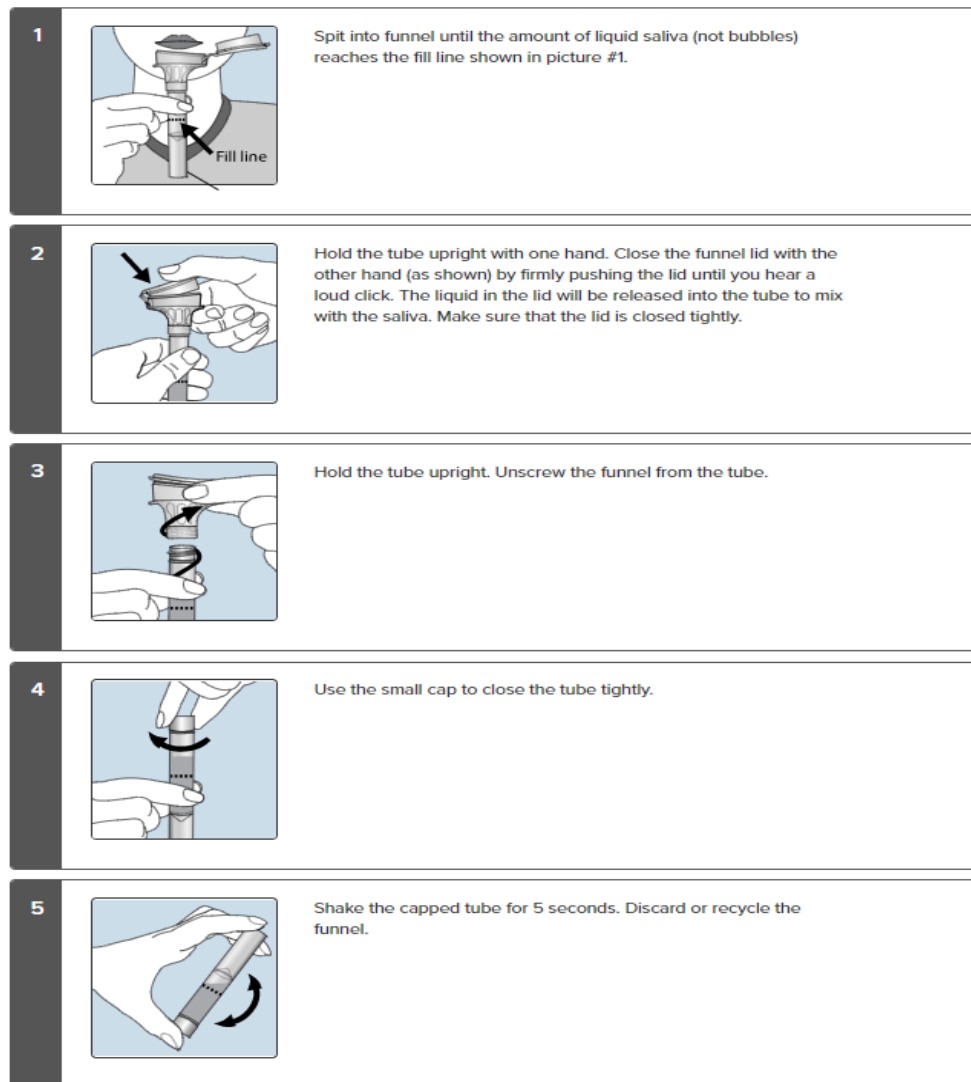 1
Spit into funnel until the amount of liquid saliva (not bubbles)
reaches the fill line shown in picture #1.
Fill line
2
Hold the tube upright with one hand. Close the funnel lid with the
other hand (as shown) by firmly pushing the lid until you hear a
loud click. The liquid in the lid will be released into the tube to mix
with the saliva. Make sure that the lid is closed tightly.
3
Hold the tube upright. Unscrew the funnel from the tube.
4
Use the small cap to close the tube tightly.
5
Shake the capped tube for 5 seconds. Discard or recycle the
funnel.